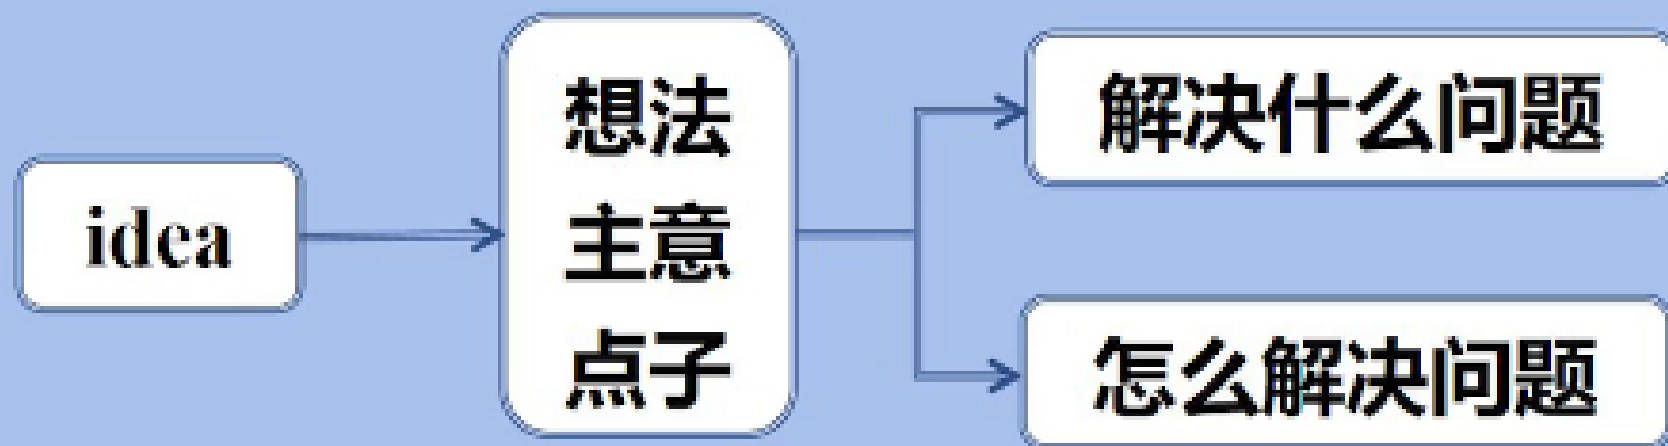 idea
想法
主意
点子
解决什么问题
怎么解决问题